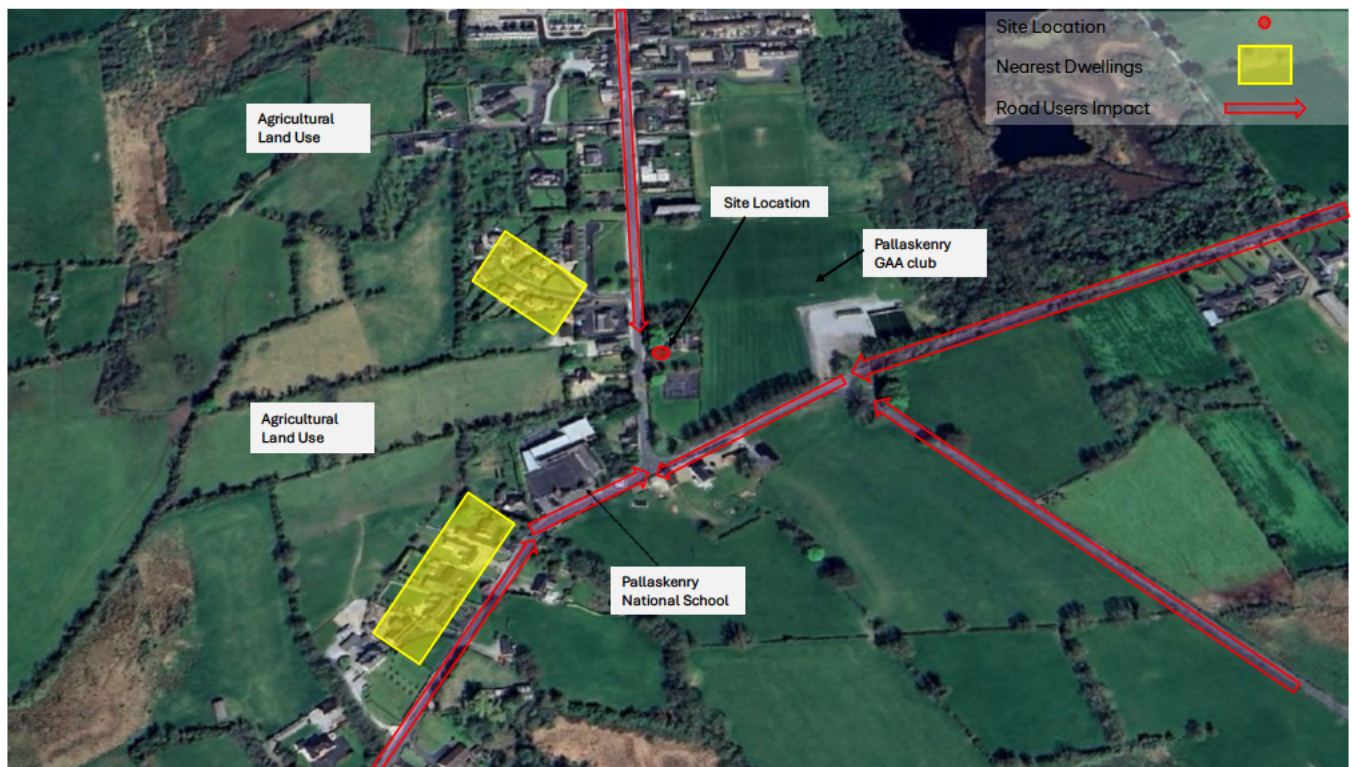 Site Location
Nearest Dwellings
Road Users Impact
Agricultural
Land Use
Site Location
Pallaskenry
GAA club
Agricultural
Land Use
Pallaskenry
National School